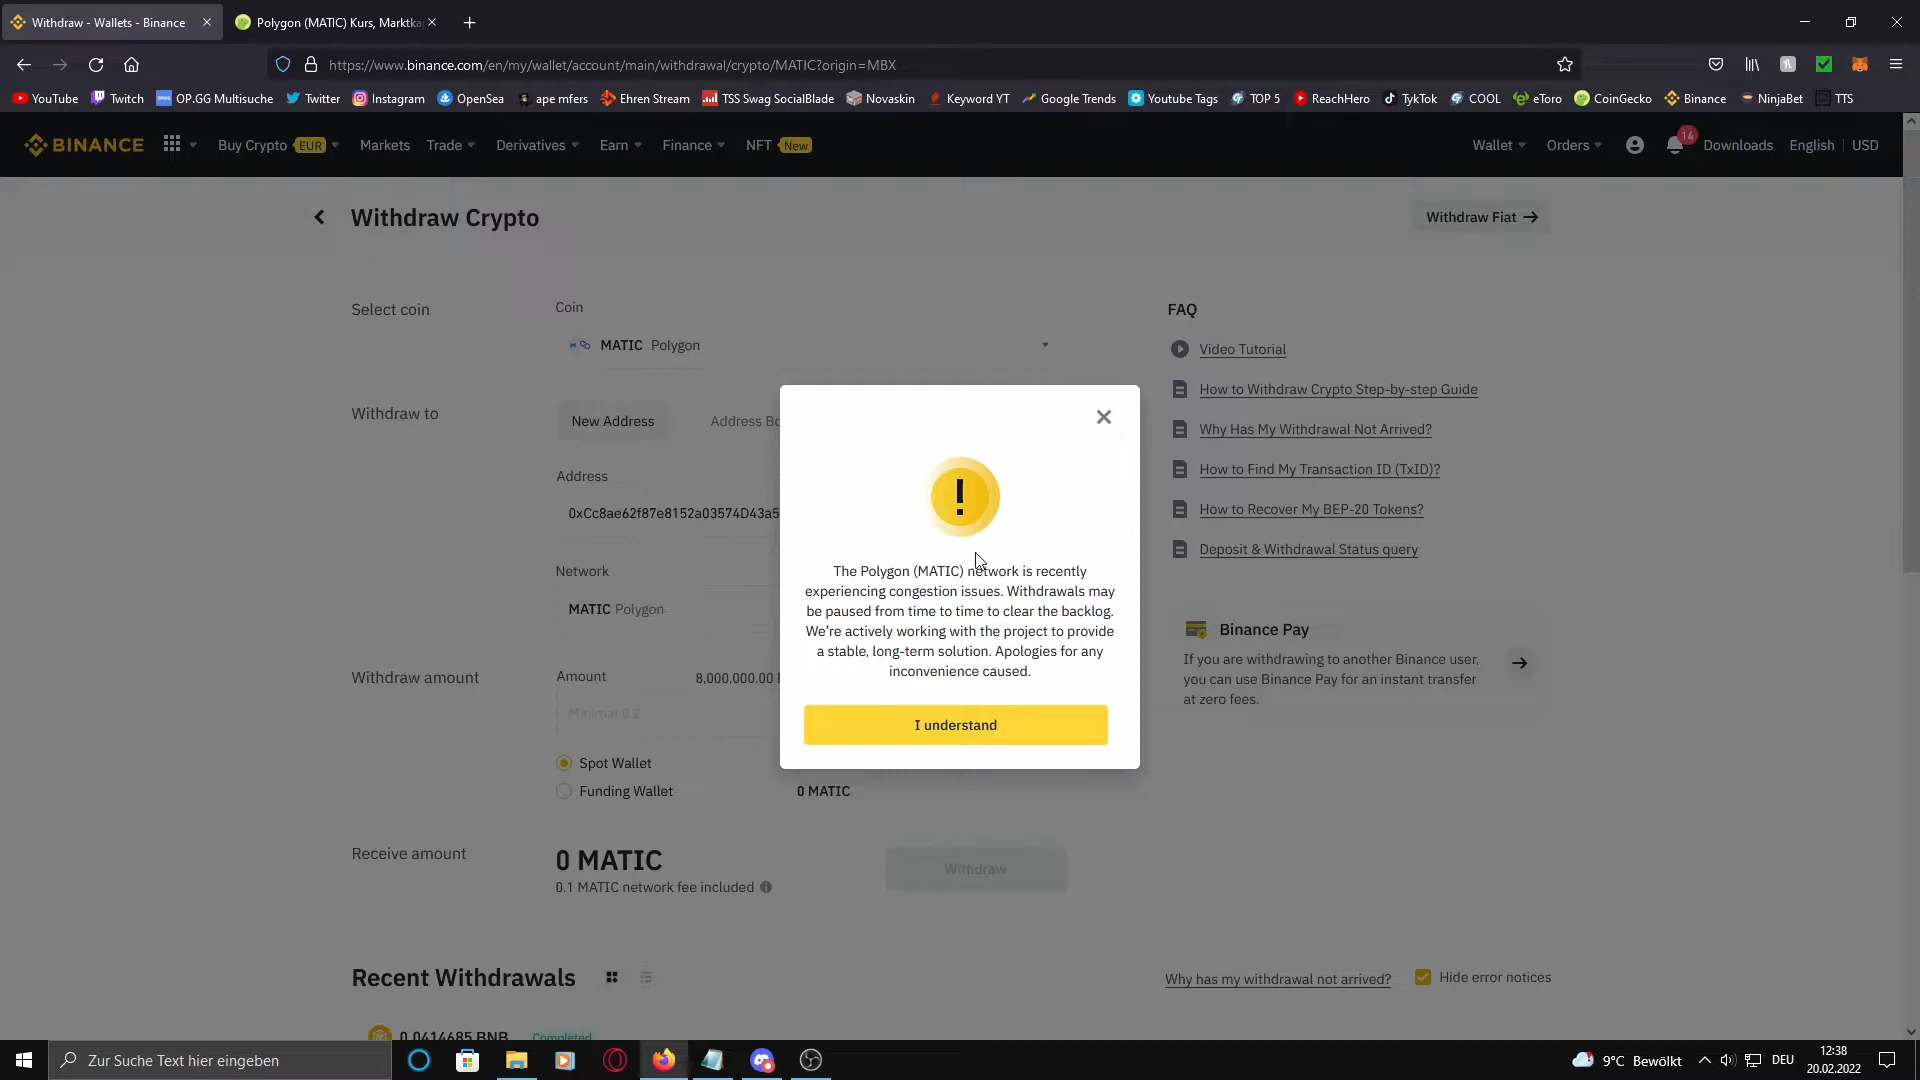 Withdraw - Wallets - Binance
Polygon (MATIC) Kurs, Marktka
https://www.binance.com/en/my/wallet/account/main/withdrawal/crypto/MATIC?origin=MBX
YouTube Twitch OP.GG Multisuche Twitter Instagram OpenSea ape mfers Ehren Stream TSS Swag SocialBlade Novaskin Keyword YT Google Trends Youtube Tags TOP 5 ReachHero TykTok COOL eToro CoinGecko Binance NinjaBet TTS
BINANCE Buy Crypto EUR Markets Trade Derivatives Earn Finance NFT New Wallet Orders 14 Downloads English USD
Withdraw Crypto
Withdraw Fiat
Select coin
Coin
MATIC Polygon
Withdraw to
New Address
Address Bo
Address
0xCc8ae62f87e8152a03574D43a5
Network
MATIC Polygon
Withdraw amount
Amount
8,000,000.00
Minimal 0.2
Spot Wallet
Funding Wallet
0 MATIC
Receive amount
0 MATIC
0.1 MATIC network fee included
Withdraw
The Polygon (MATIC) network is recently
experiencing congestion issues. Withdrawals may
be paused from time to time to clear the backlog.
We're actively working with the project to provide
a stable, long-term solution. Apologies for any
inconvenience caused.
I understand
FAQ
Video Tutorial
How to Withdraw Crypto Step-by-step Guide
Why Has My Withdrawal Not Arrived?
How to Find My Transaction ID (TxID)?
How to Recover My BEP-20 Tokens?
Deposit & Withdrawal Status query
Binance Pay
If you are withdrawing to another Binance user,
you can use Binance Pay for an instant transfer
at zero fees.
Recent Withdrawals
Why has my withdrawal not arrived?
Hide error notices
0.0414685 BNB Completed
Zur Suche Text hier eingeben
9°C Bewölkt
DEU
12:38
20.02.2022